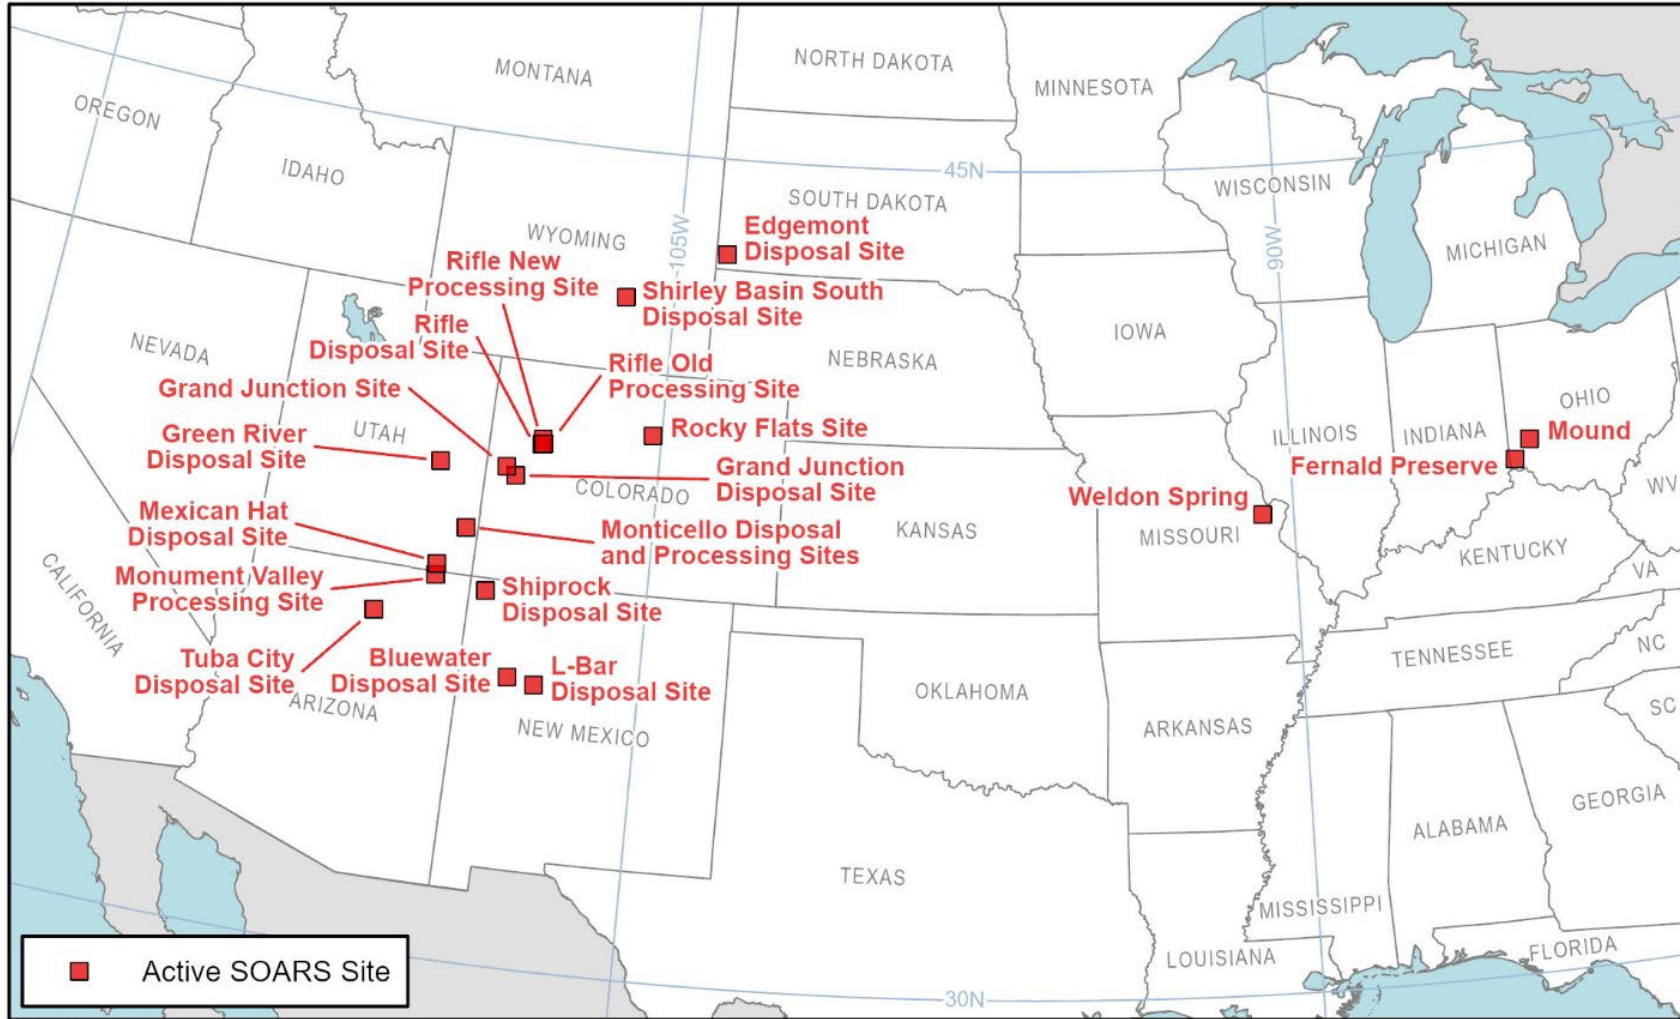 MONTANA
NORTH DAKOTA
MINNESOTA
OREGON
IDAHO
45N
WISCONSIN
SOUTH DAKOTA
WYOMING
105W
90W
MICHIGAN
Edgemont
Disposal Site
Rifle New
Processing Site
Shirley Basin South
Disposal Site
Rifle
Disposal Site
NEVADA
IOWA
NEBRASKA
Rifle Old
Processing Site
Grand Junction Site
OHIO
Rocky Flats Site
Mound
UTAH
Green River
Disposal Site
ILLINOIS
INDIANA
Fernald Preserve
Grand Junction
Disposal Site
COLORADO
WV
Weldon Spring
Mexican Hat
Disposal Site
Monticello Disposal
and Processing Sites
KANSAS
MISSOURI
KENTUCKY
VA
Monument Valley
Processing Site
Shiprock
Disposal Site
CALIFORNIA
NC
TENNESSEE
Tuba City
Disposal Site
Bluewater
Disposal Site
L-Bar
Disposal Site
OKLAHOMA
ARIZONA
SC
NEW MEXICO
ARKANSAS
GEORGIA
ALABAMA
TEXAS
MISSISSIPPI
LOUISIANA
FLORIDA
Active SOARS Site
30N